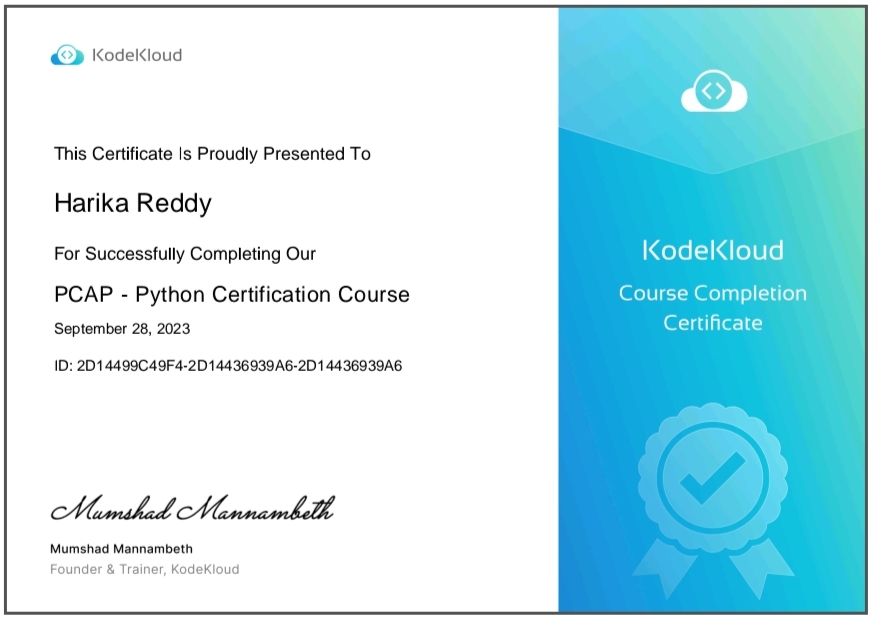 KodeKloud
This Certificate Is Proudly Presented To
Harika Reddy
For Successfully Completing Our
PCAP - Python Certification Course
September 28, 2023
ID: 2D14499C49F4-2D14436939A6-2D14436939A6
Mumshad Mannambeth
Mumshad Mannambeth
Founder & Trainer, KodeKloud
KodeKloud
Course Completion
Certificate